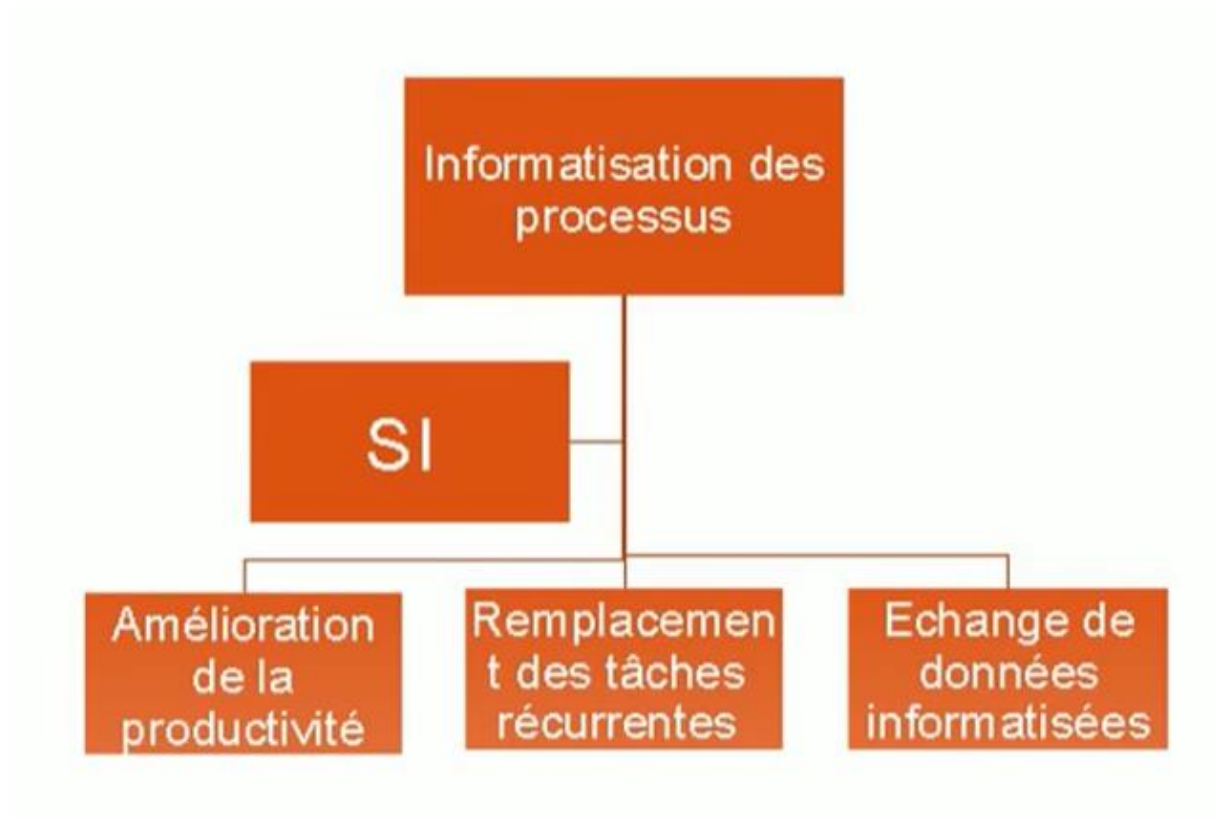 Informatisation des
processus
SI
Amélioration
de la
productivité
Remplacemen
t des tâches
récurrentes
Echange de
données
informatisées